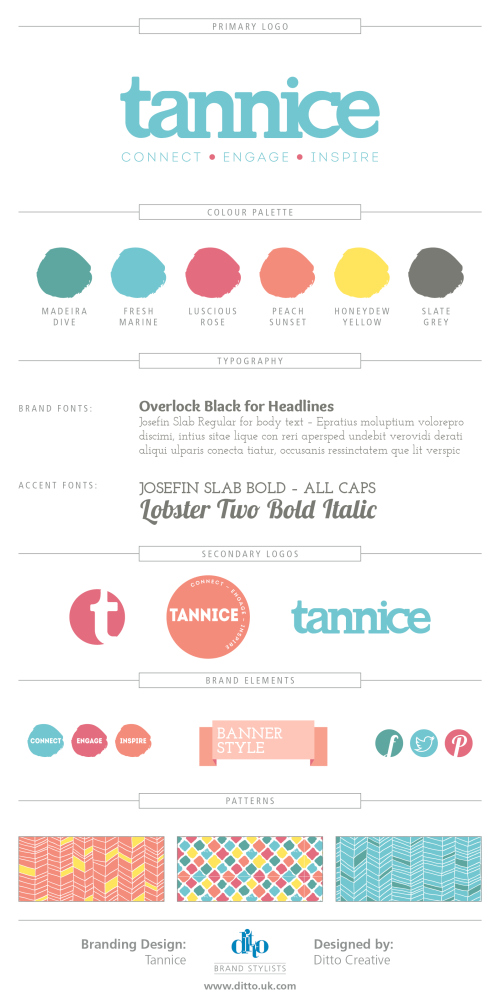 PRIMARY LOGO
tannice
CONNECT • ENGAGE • INSPIRE
COLOUR PALETTE
MADEIRA DIVE
FRESH MARINE
LUSCIOUS ROSE
PEACH SUNSET
HONEYDEW YELLOW
SLATE GREY
TYPOGRAPHY
BRAND FONTS:
Overlock Black for Headlines
Josefin Slab Regular for body text – Epratius moluptium volorepro
discimi, intius sitae lique con reri apersped undebit verovidi derati
aliqui ulparis conecta tiatur, occusanis ressinctatem que lit verspic
ACCENT FONTS:
JOSEFIN SLAB BOLD – ALL CAPS
Lobster Two Bold Italic
SECONDARY LOGOS
t
CONNECT – ENGAGE – INSPIRE
TANNICE
tannice
BRAND ELEMENTS
CONNECT
ENGAGE
INSPIRE
BANNER
STYLE
f
p
PATTERNS
Branding Design:
Tannice
ditto
BRAND STYLISTS
Designed by:
Ditto Creative
www.ditto.uk.com